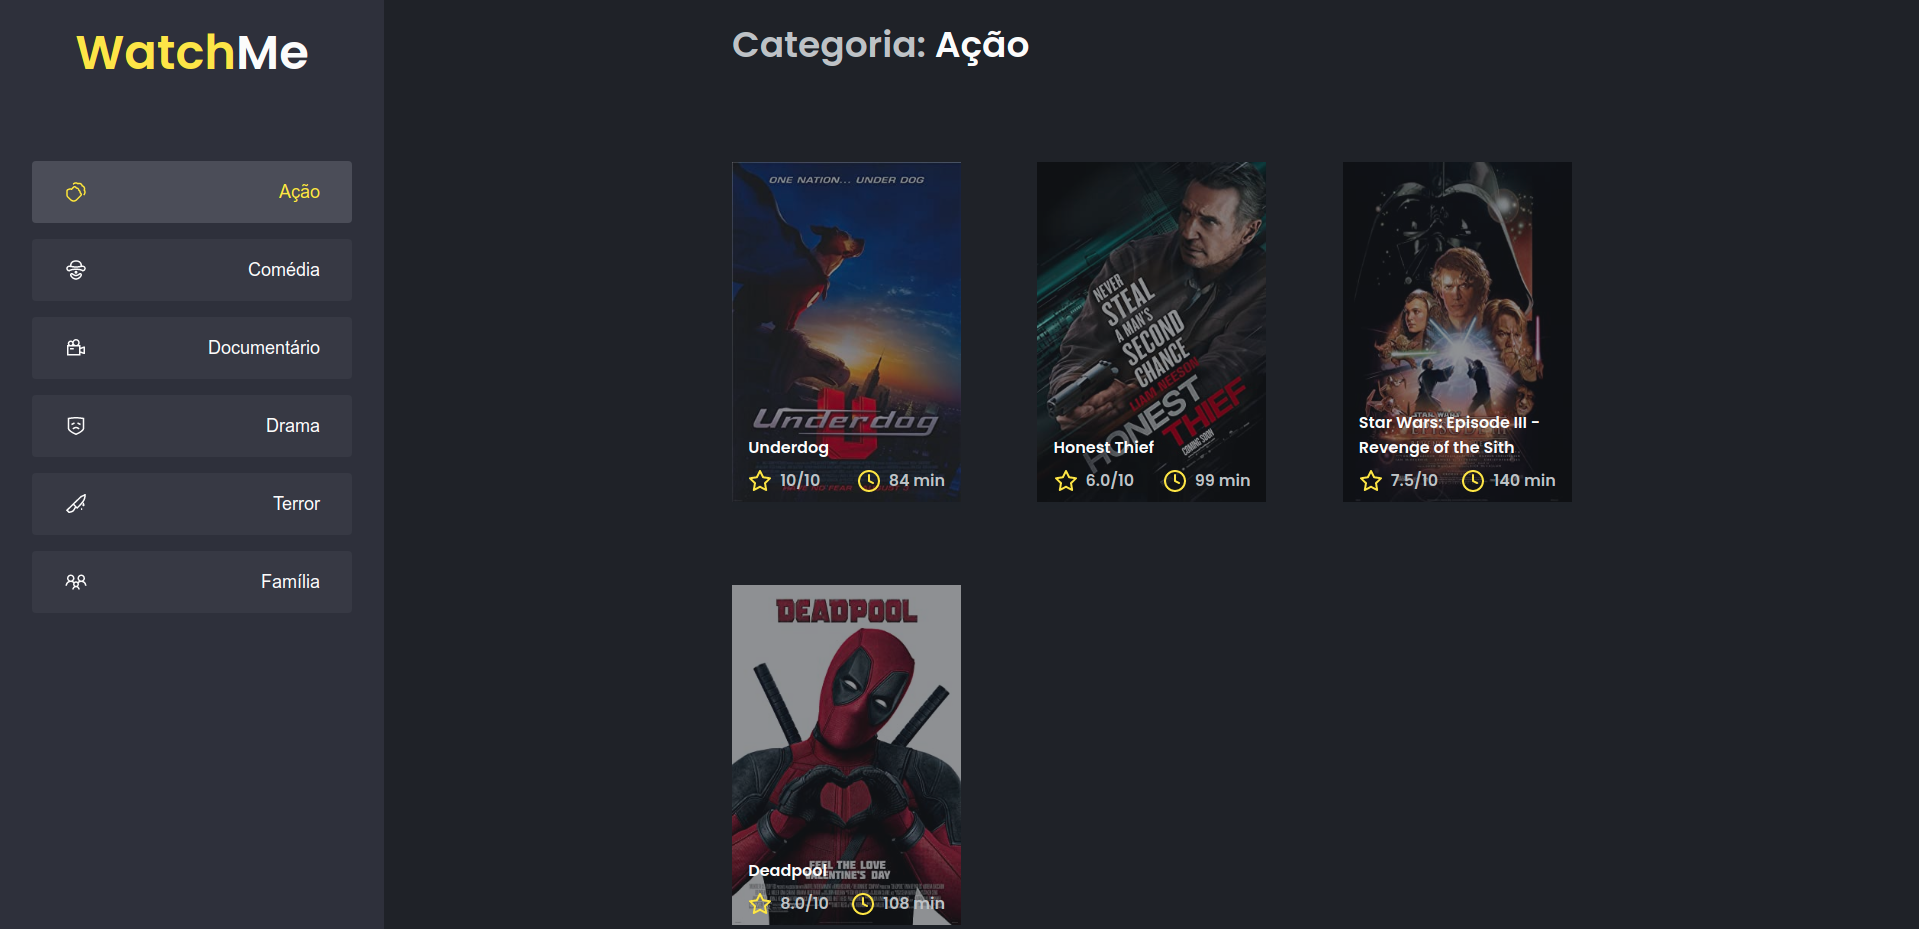 WatchMe
Ação
Comédia
Documentário
Drama
Terror
Família
Categoria: Ação
ONE NATION... UNDER DOG
Underdog
Underdog
10/10 84 min
NEVER
STEAL
A MAN'S
SECOND
CHANCE
LIAM NEESON
HONEST
THIEF
COMING SOON
Honest Thief
6.0/10 99 min
STAR WARS
Star Wars: Episode III -
Revenge of the Sith
7.5/10 140 min
DEADPOOL
FEEL THE LOVE
VALENTINE'S DAY
Deadpool
8.0/10 108 min